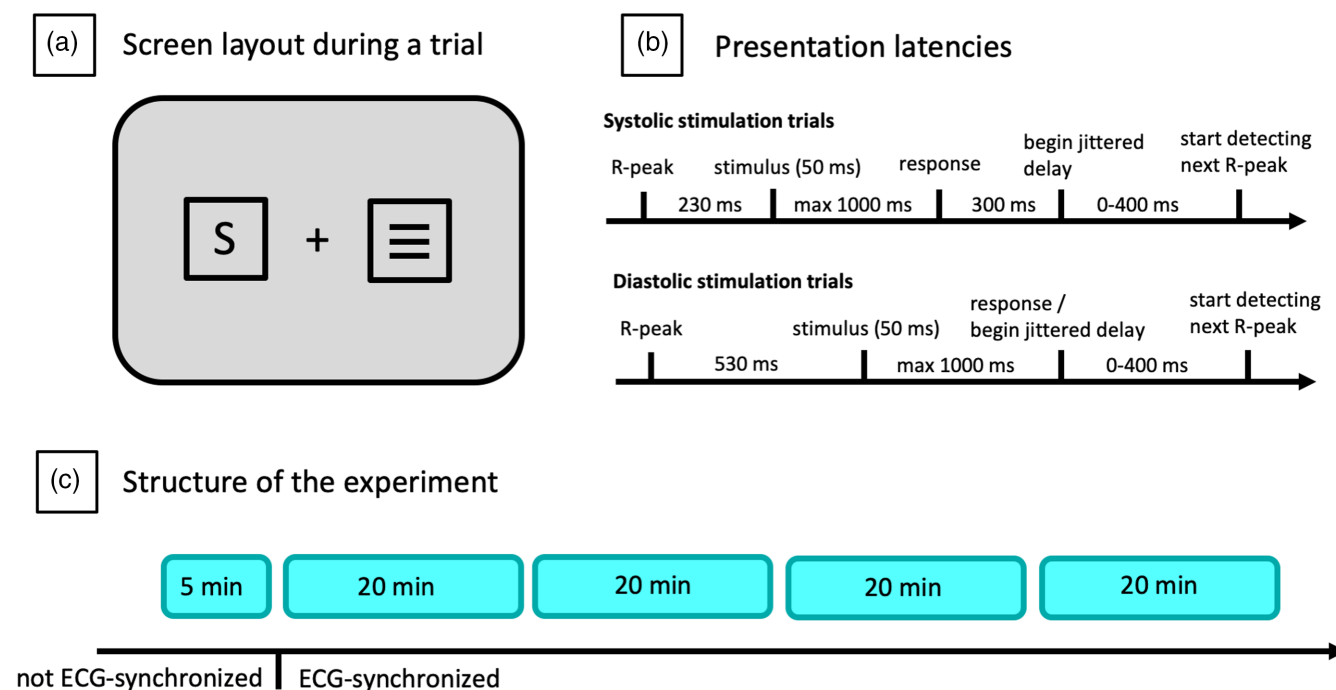 (a) Screen layout during a trial
S + 
(b) Presentation latencies
Systolic stimulation trials
R-peak
stimulus (50 ms)
response
begin jittered
delay
start detecting
next R-peak
230 ms
max 1000 ms
300 ms
0-400 ms
Diastolic stimulation trials
R-peak
stimulus (50 ms)
response /
begin jittered delay
start detecting
next R-peak
530 ms
max 1000 ms
0-400 ms
(c) Structure of the experiment
5 min
20 min
20 min
20 min
20 min
not ECG-synchronized
ECG-synchronized